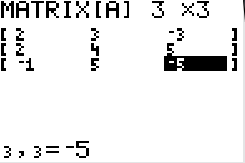 MATRIX[A] 3 ×3
[ 2 3 -3 ]
[ 2 4 5 ]
[ -1 5 -5 ]
3,3=-5